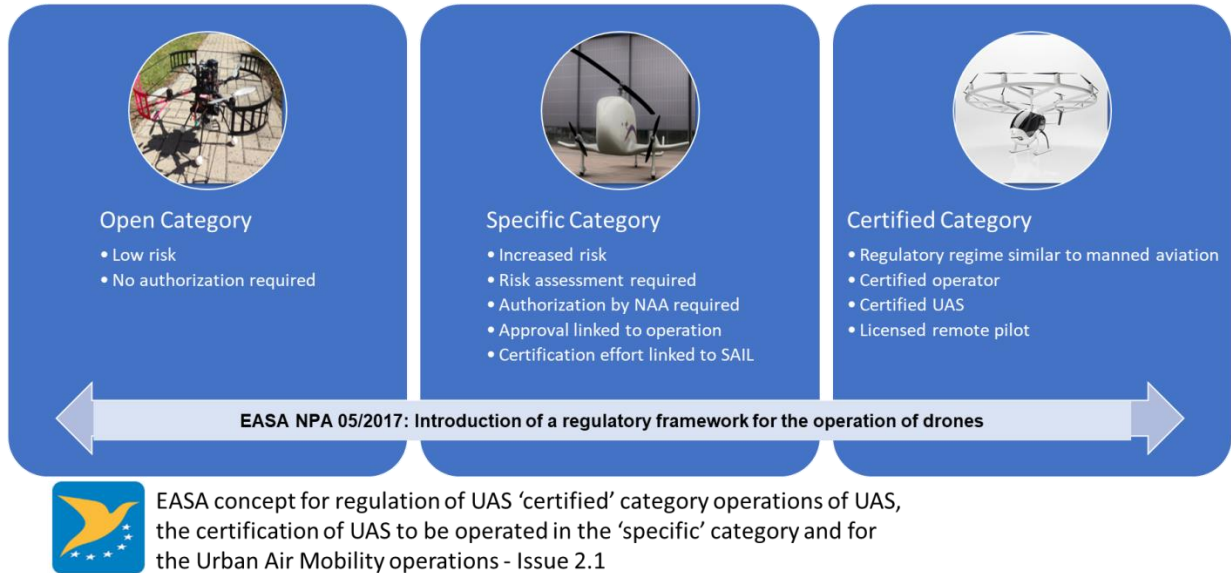 Open Category
• Low risk
• No authorization required
Specific Category
• Increased risk
• Risk assessment required
• Authorization by NAA required
• Approval linked to operation
• Certification effort linked to SAIL
Certified Category
• Regulatory regime similar to manned aviation
• Certified operator
• Certified UAS
• Licensed remote pilot
EASA NPA 05/2017: Introduction of a regulatory framework for the operation of drones
EASA concept for regulation of UAS ‘certified’ category operations of UAS,
the certification of UAS to be operated in the ‘specific’ category and for
the Urban Air Mobility operations - Issue 2.1